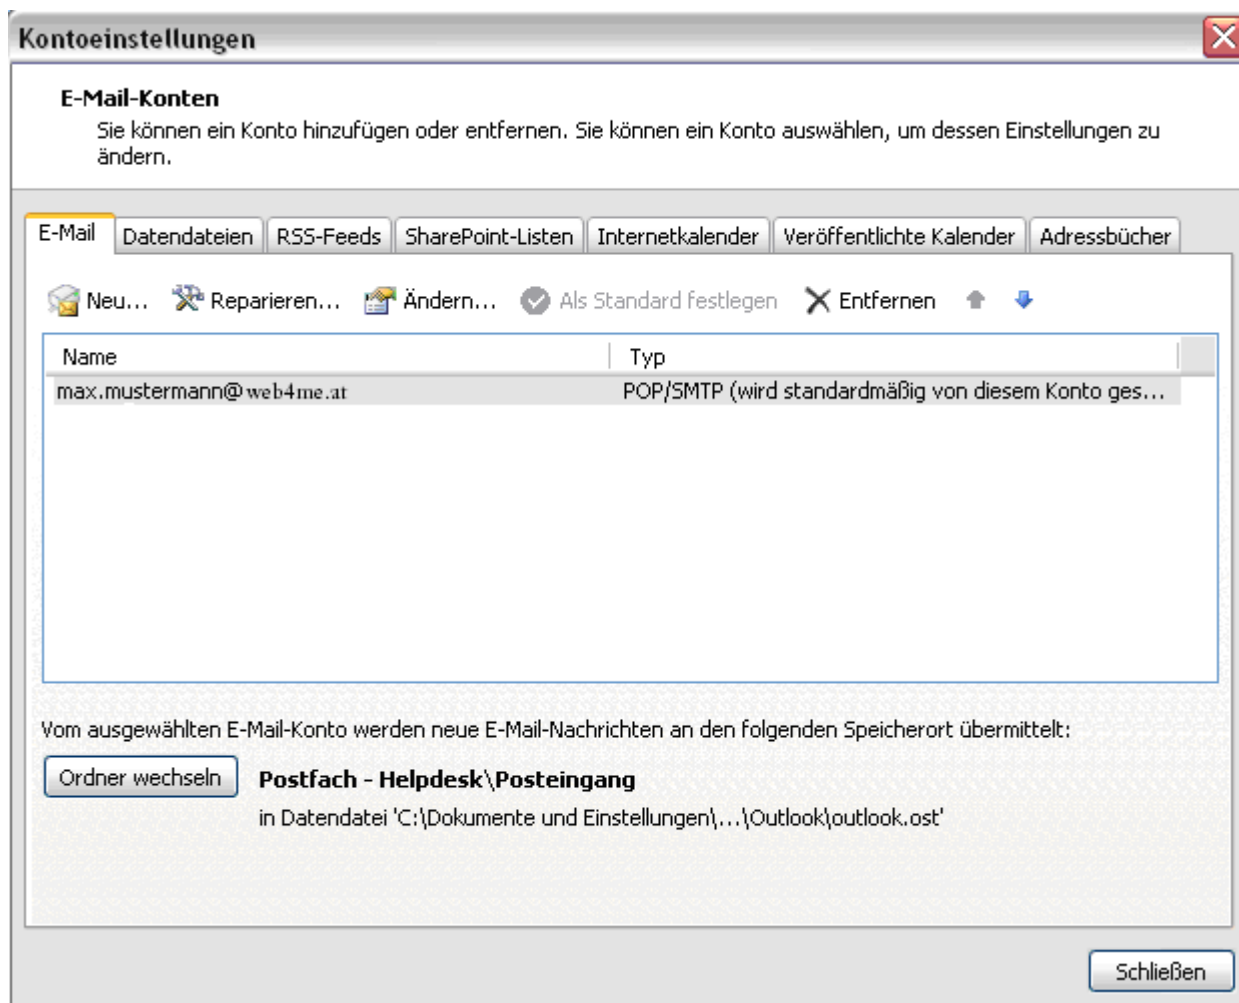 Kontoeinstellungen
E-Mail-Konten
Sie können ein Konto hinzufügen oder entfernen. Sie können ein Konto auswählen, um dessen Einstellungen zu
ändern.
E-Mail Datendateien RSS-Feeds SharePoint-Listen Internetkalender Veröffentlichte Kalender Adressbücher
Neu... Reparieren... Ändern... Als Standard festlegen Entfernen
Name Typ
max.mustermann@web4me.at POP/SMTP (wird standardmäßig von diesem Konto ges...
Vom ausgewählten E-Mail-Konto werden neue E-Mail-Nachrichten an den folgenden Speicherort übermittelt:
Ordner wechseln Postfach - Helpdesk\Posteingang
in Datendatei 'C:\Dokumente und Einstellungen\...\Outlook\outlook.ost'
Schließen